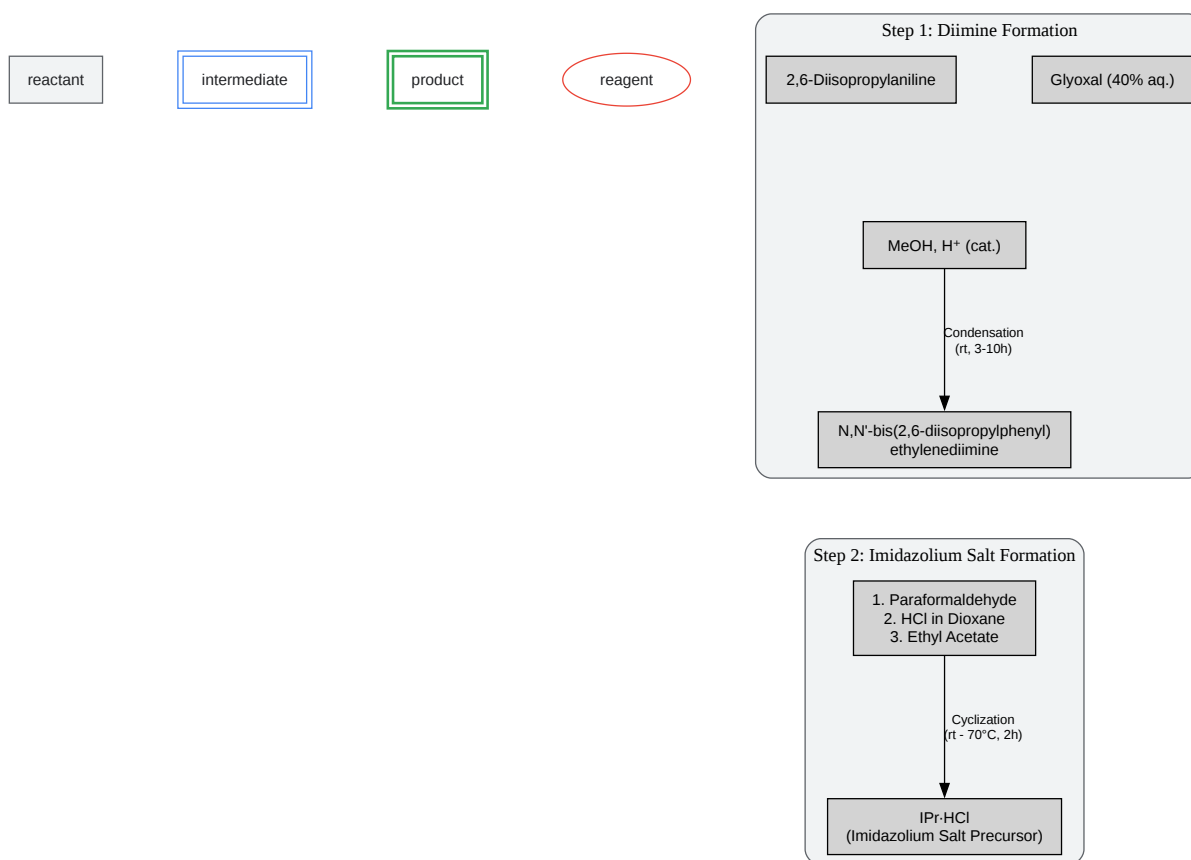 Step 1: Diimine Formation
reactant
intermediate
product
reagent
2,6-Diisopropylaniline
Glyoxal (40% aq.)
MeOH, H⁺ (cat.)
Condensation
(rt, 3-10h)
N,N'-bis(2,6-diisopropylphenyl)
ethylenediimine
Step 2: Imidazolium Salt Formation
1. Paraformaldehyde
2. HCl in Dioxane
3. Ethyl Acetate
Cyclization
(rt - 70°C, 2h)
IPr·HCl
(Imidazolium Salt Precursor)